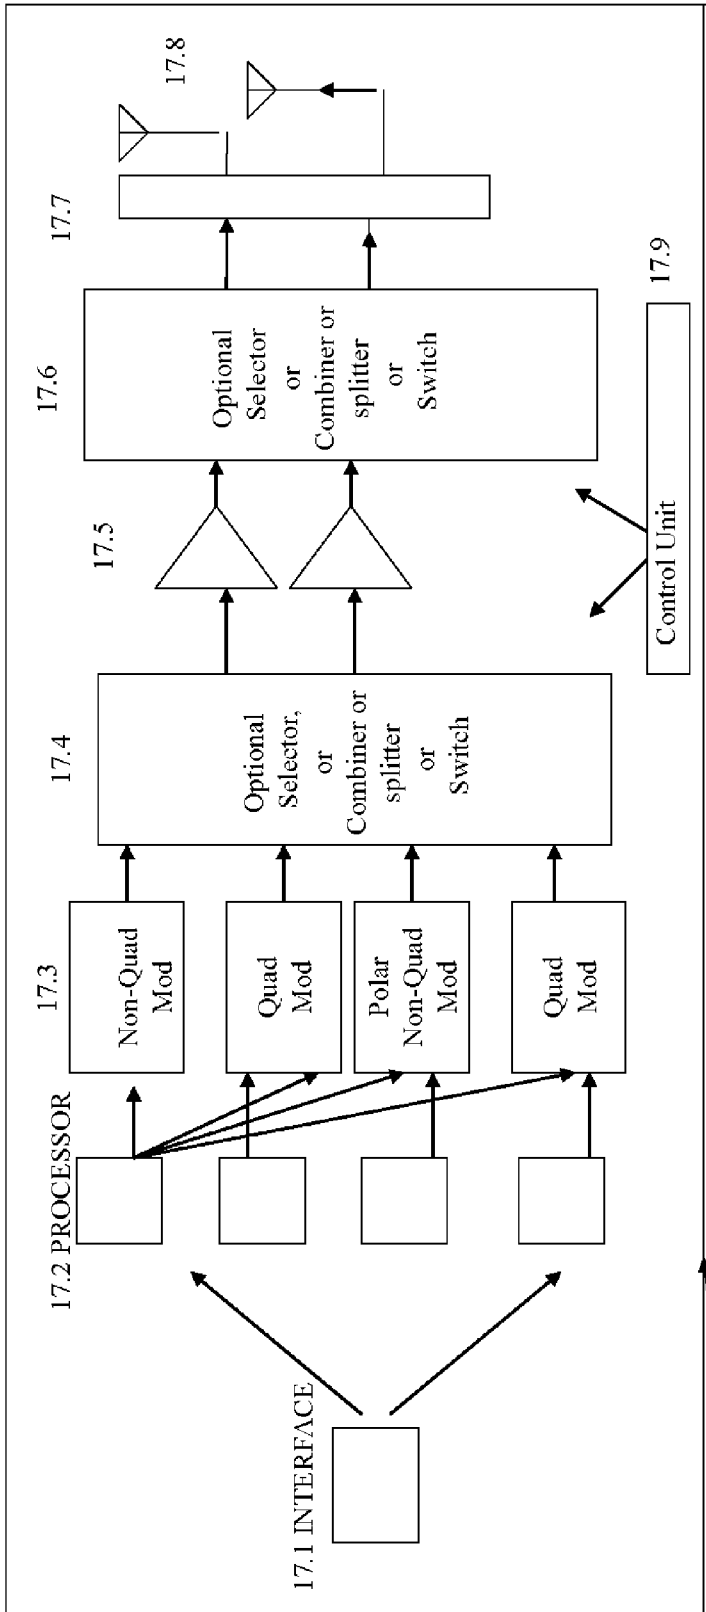 17.1 INTERFACE
17.2 PROCESSOR
17.3
Non-Quad
Mod
Quad
Mod
Polar
Non-Quad
Mod
Quad
Mod
17.4
Optional
Selector,
or
Combiner or
splitter
or
Switch
17.5
17.6
Optional
Selector
or
Combiner or
splitter
or
Switch
17.7
17.8
Control Unit
17.9